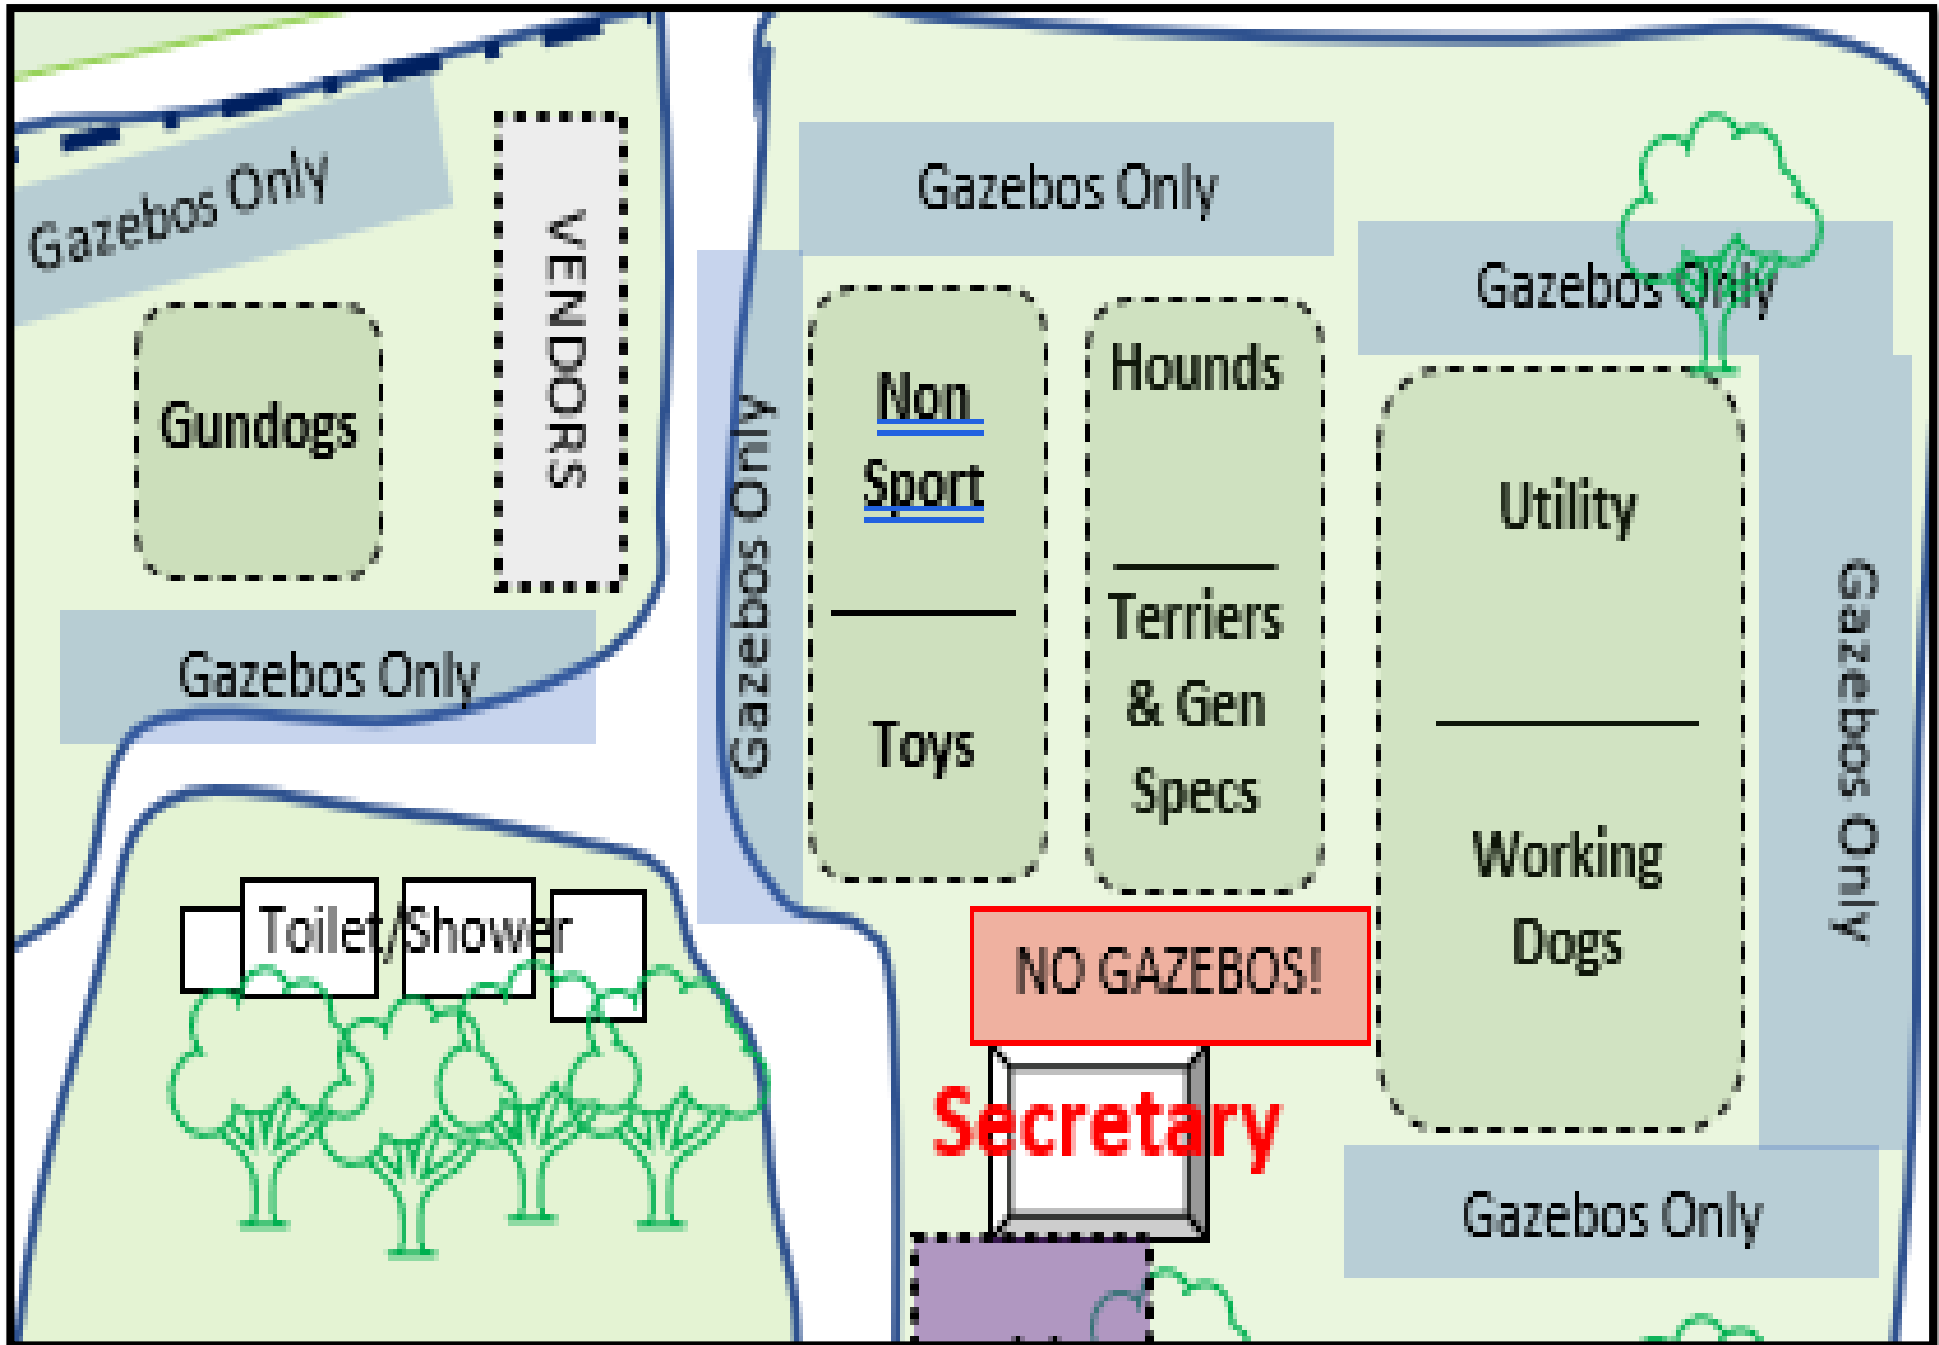 Gazebos Only
VENDORS
Gundogs
Gazebos Only
Gazebos Only
Gazebos Only
Gazebos Only
Non
Sport
Toys
Hounds
Terriers
& Gen
Specs
Utility
Working
Dogs
Gazebos Only
Gazebos Only
Toilet/Shower
NO GAZEBOS!
Secretary